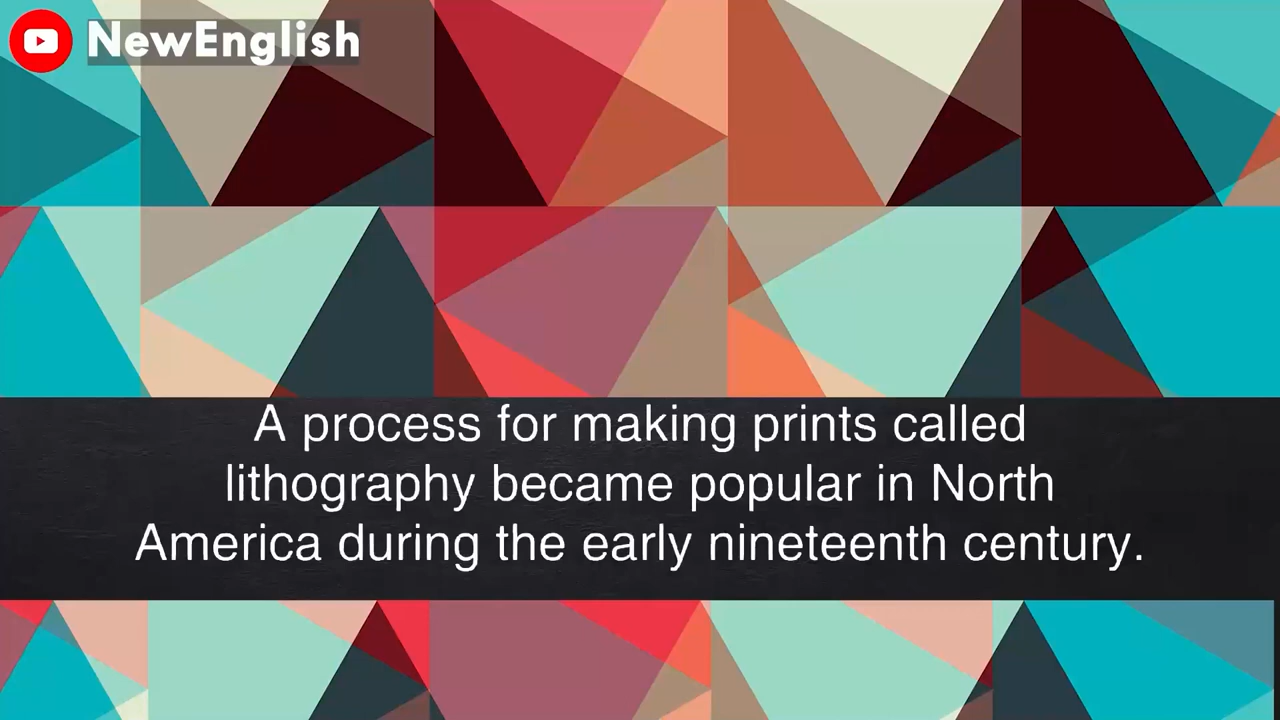 NewEnglish
A process for making prints called
lithography became popular in North
America during the early nineteenth century.